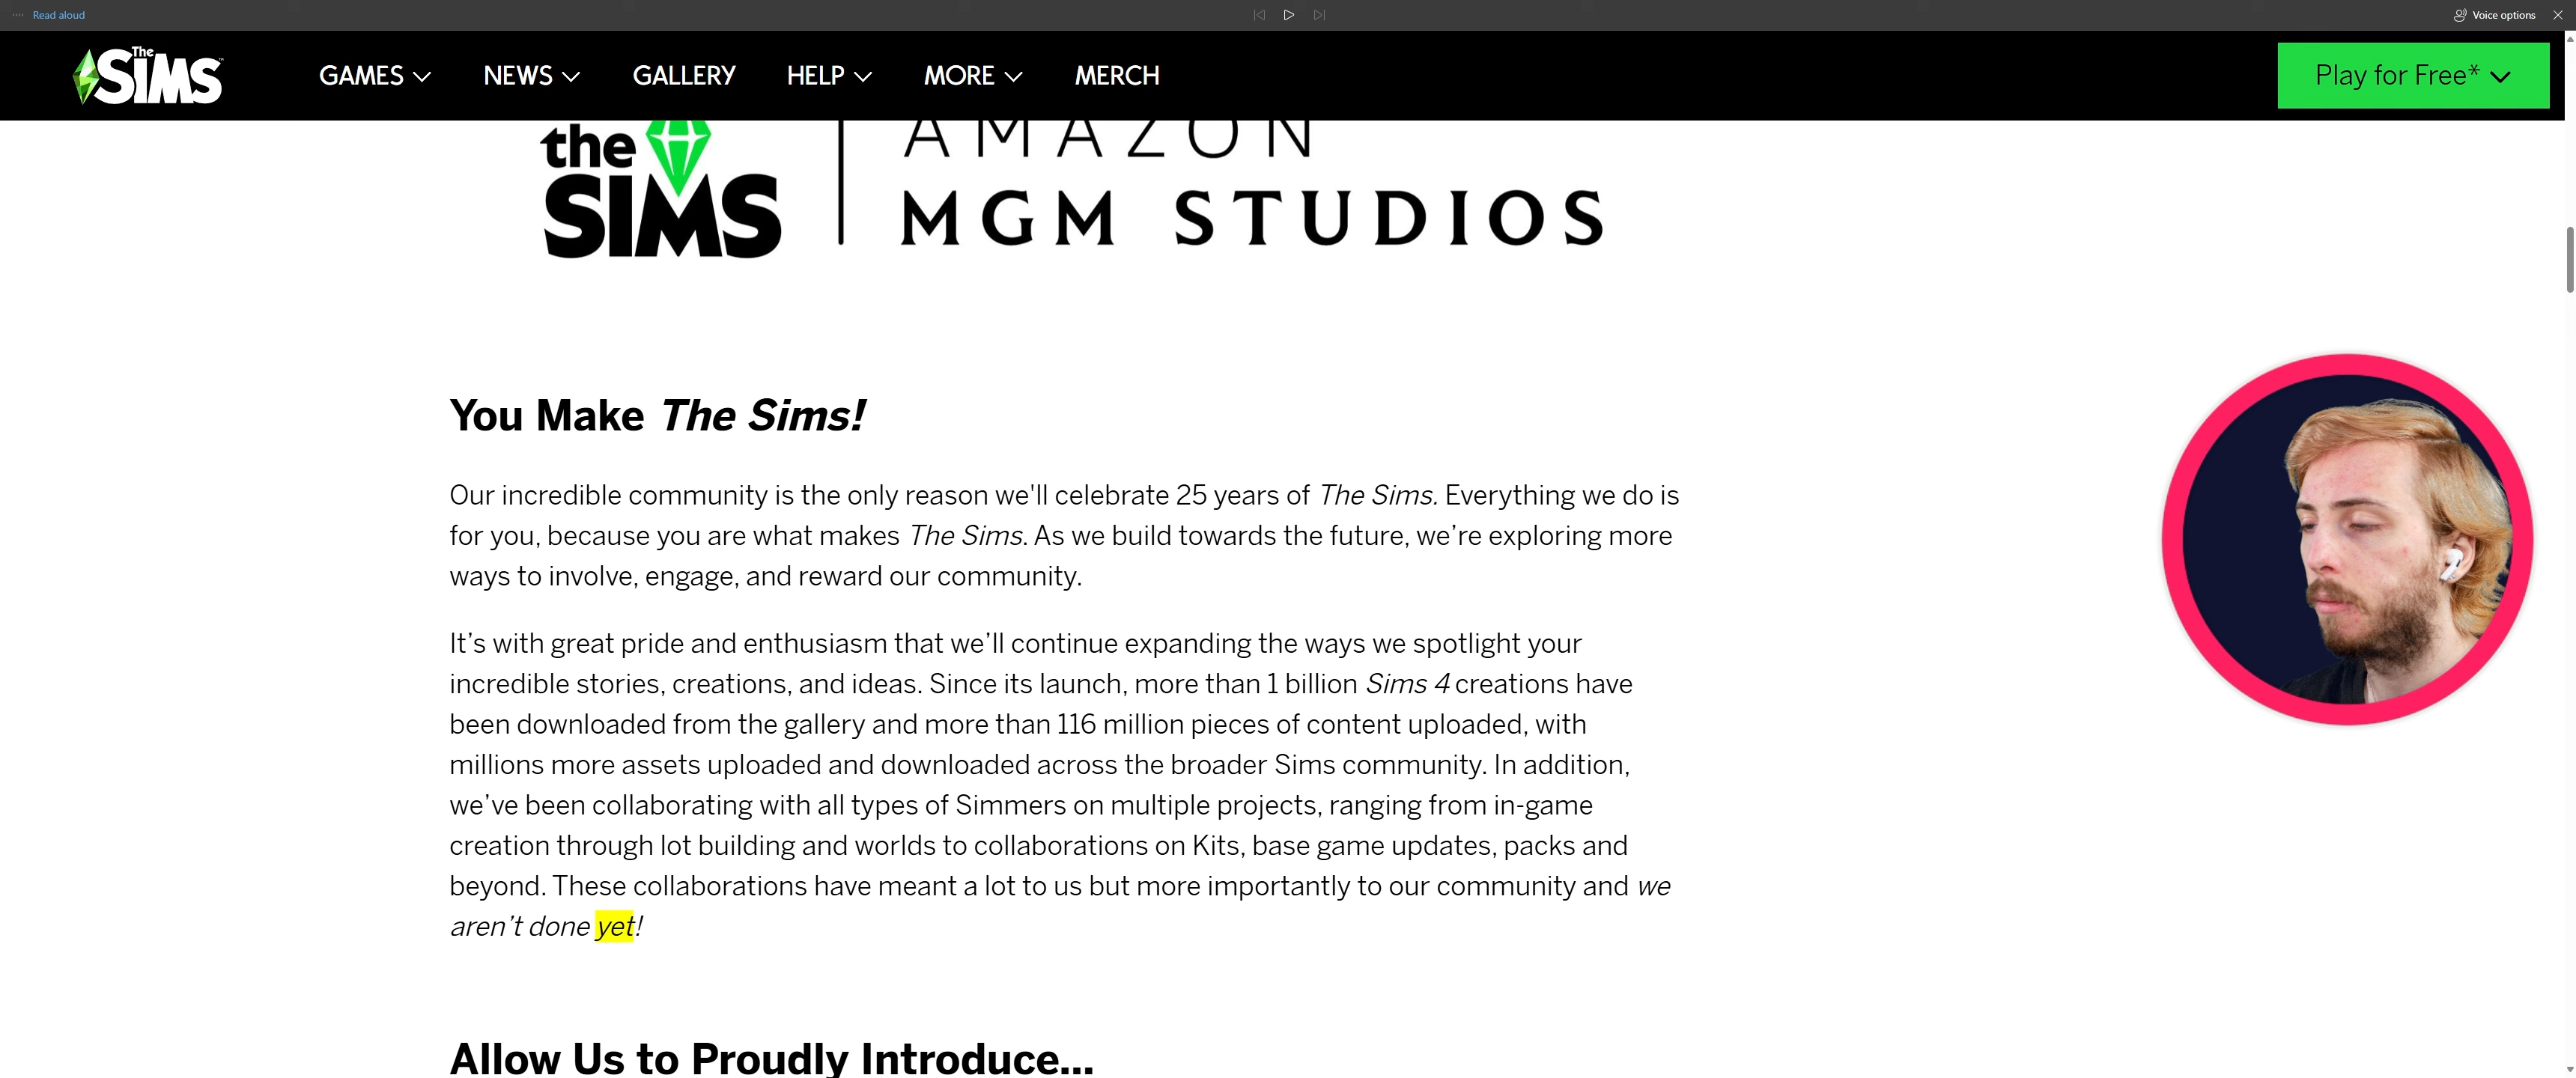 Read aloud
Voice options
The Sims
GAMES NEWS GALLERY HELP MORE MERCH
Play for Free*
the SIMS
AMAZON
MGM STUDIOS
You Make The Sims!
Our incredible community is the only reason we'll celebrate 25 years of The Sims. Everything we do is
for you, because you are what makes The Sims. As we build towards the future, we’re exploring more
ways to involve, engage, and reward our community.
It’s with great pride and enthusiasm that we’ll continue expanding the ways we spotlight your
incredible stories, creations, and ideas. Since its launch, more than 1 billion Sims 4 creations have
been downloaded from the gallery and more than 116 million pieces of content uploaded, with
millions more assets uploaded and downloaded across the broader Sims community. In addition,
we’ve been collaborating with all types of Simmers on multiple projects, ranging from in-game
creation through lot building and worlds to collaborations on Kits, base game updates, packs and
beyond. These collaborations have meant a lot to us but more importantly to our community and we
aren’t done yet!
Allow Us to Proudly Introduce...